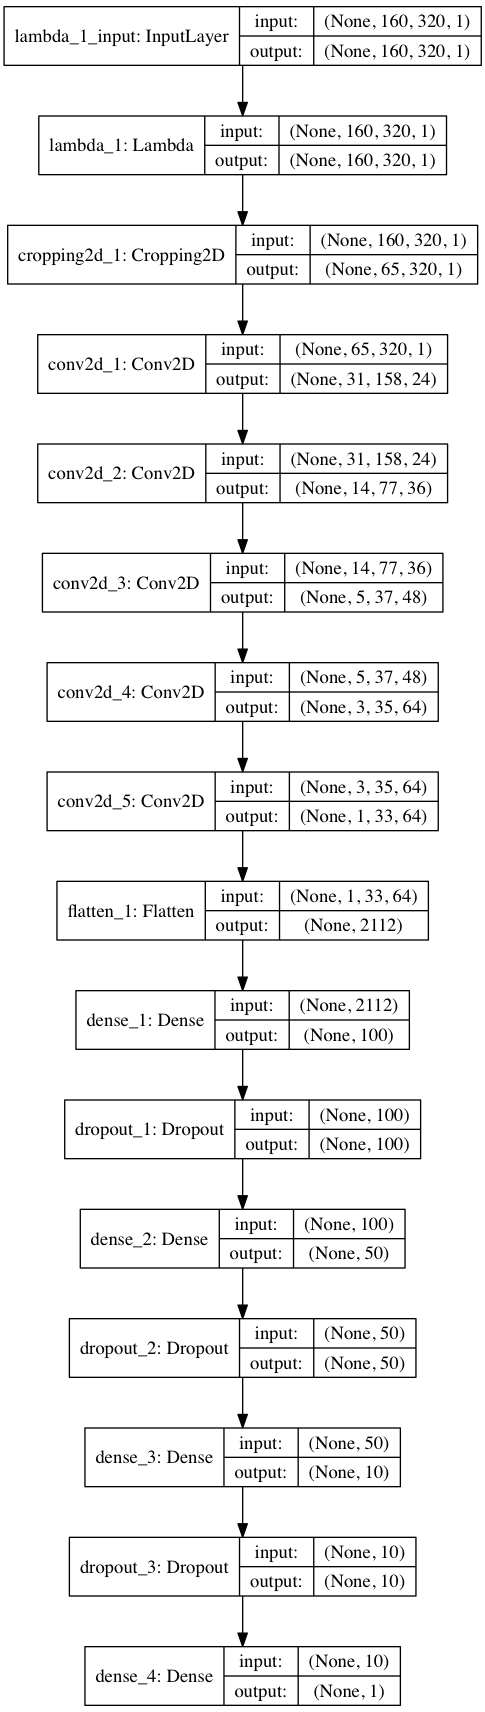 lambda_1_input: InputLayer
input: (None, 160, 320, 1)
output: (None, 160, 320, 1)
lambda_1: Lambda
input: (None, 160, 320, 1)
output: (None, 160, 320, 1)
cropping2d_1: Cropping2D
input: (None, 160, 320, 1)
output: (None, 65, 320, 1)
conv2d_1: Conv2D
input: (None, 65, 320, 1)
output: (None, 31, 158, 24)
conv2d_2: Conv2D
input: (None, 31, 158, 24)
output: (None, 14, 77, 36)
conv2d_3: Conv2D
input: (None, 14, 77, 36)
output: (None, 5, 37, 48)
conv2d_4: Conv2D
input: (None, 5, 37, 48)
output: (None, 3, 35, 64)
conv2d_5: Conv2D
input: (None, 3, 35, 64)
output: (None, 1, 33, 64)
flatten_1: Flatten
input: (None, 1, 33, 64)
output: (None, 2112)
dense_1: Dense
input: (None, 2112)
output: (None, 100)
dropout_1: Dropout
input: (None, 100)
output: (None, 100)
dense_2: Dense
input: (None, 100)
output: (None, 50)
dropout_2: Dropout
input: (None, 50)
output: (None, 50)
dense_3: Dense
input: (None, 50)
output: (None, 10)
dropout_3: Dropout
input: (None, 10)
output: (None, 10)
dense_4: Dense
input: (None, 10)
output: (None, 1)